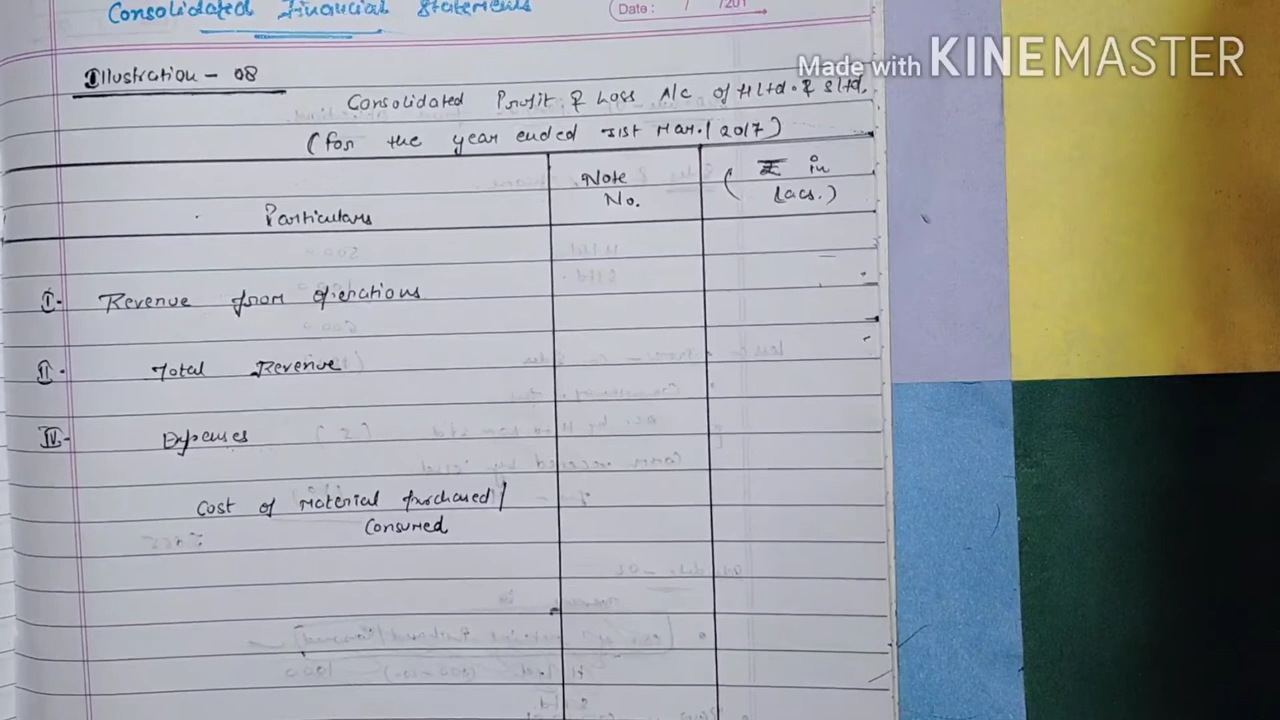 Consolidated Financial Statements
Date : / /201
Made with KINEMASTER
Illustration - 08
Consolidated Profit & Loss A/c of H Ltd. & S Ltd.
(for the year ended 31st Mar. / 2017)
Particulars
Note No.
(₹ in Lacs.)
I. Revenue from operations
II. Total Revenue
IV. Expenses
Cost of Material Purchased/
Consumed